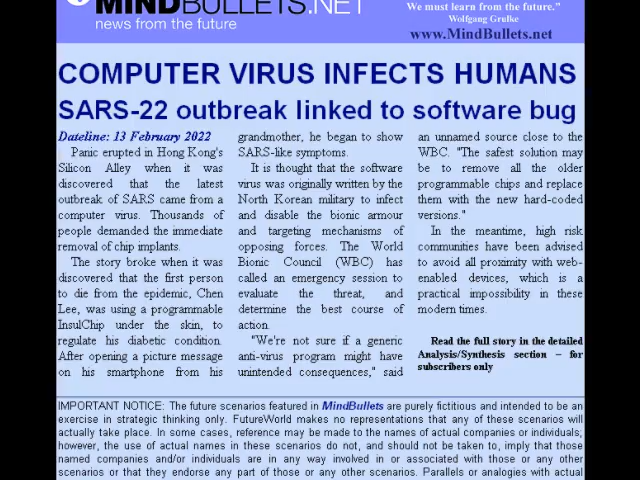 MINDBULLETS.NET
news from the future
We must learn from the future."
Wolfgang Grulke
www.MindBullets.net
COMPUTER VIRUS INFECTS HUMANS
SARS-22 outbreak linked to software bug
Dateline: 13 February 2022
Panic erupted in Hong Kong's
Silicon Alley when it was
discovered that the latest
outbreak of SARS came from a
computer virus. Thousands of
people demanded the immediate
removal of chip implants.
The story broke when it was
discovered that the first person
to die from the epidemic, Chen
Lee, was using a programmable
InsulChip under the skin, to
regulate his diabetic condition.
After opening a picture message
on his smartphone from his
grandmother, he began to show
SARS-like symptoms.
It is thought that the software
virus was originally written by the
North Korean military to infect
and disable the bionic armour
and targeting mechanisms of
opposing forces. The World
Bionic Council (WBC) has
called an emergency session to
evaluate the threat, and
determine the best course of
action.
"We're not sure if a generic
anti-virus program might have
unintended consequences," said
an unnamed source close to the
WBC. "The safest solution may
be to remove all the older
programmable chips and replace
them with the new hard-coded
versions."
In the meantime, high risk
communities have been advised
to avoid all proximity with web-
enabled devices, which is a
practical impossibility in these
modern times.
Read the full story in the detailed
Analysis/Synthesis section – for
subscribers only
IMPORTANT NOTICE: The future scenarios featured in MindBullets are purely fictitious and intended to be an
exercise in strategic thinking only. FutureWorld makes no representations that any of these scenarios will
actually take place. In some cases, reference may be made to the names of actual companies or individuals;
however, the use of actual names in these scenarios do not, and should not be taken to, imply that those
named companies and/or individuals are in any way involved in or associated with those or any other
scenarios or that they endorse any part of those or any other scenarios. Parallels or analogies with actual